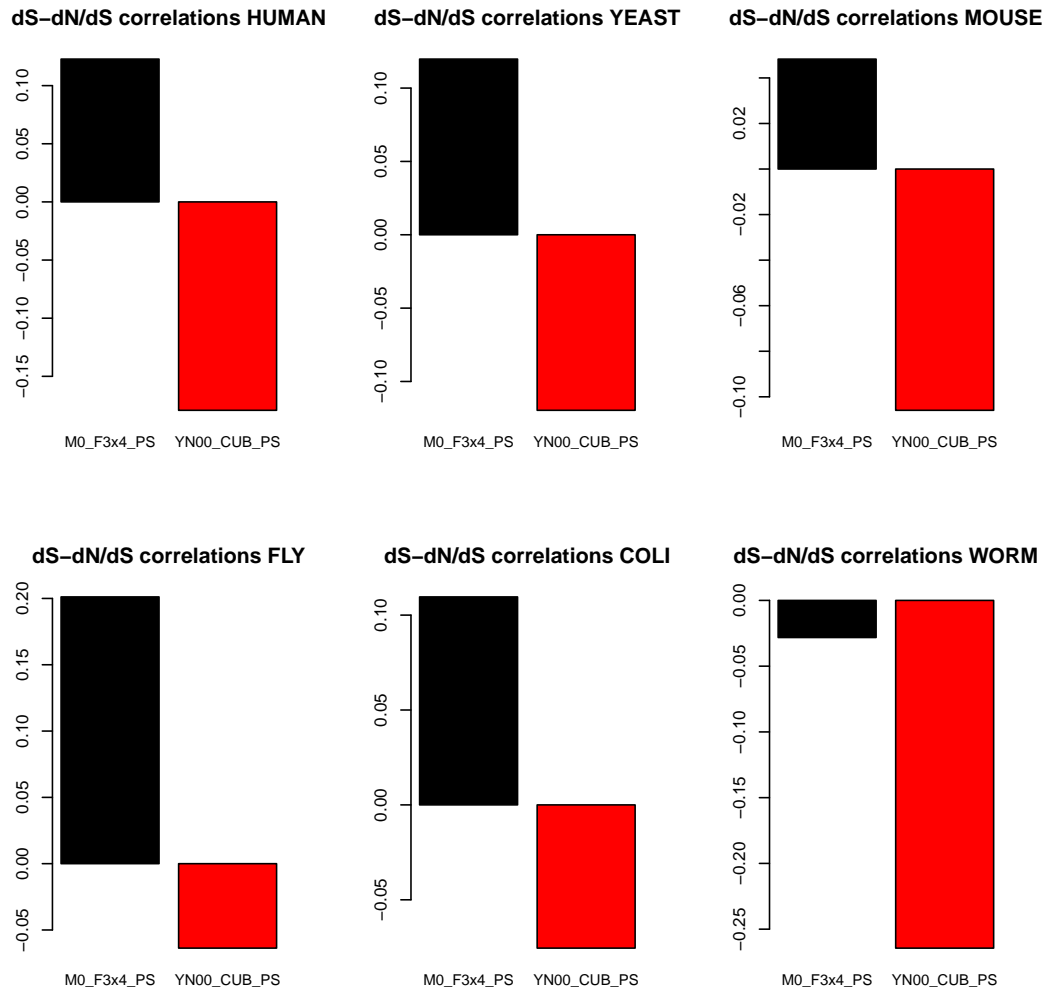 dS−dN/dS correlations HUMAN
0.10
0.05
0.00
−0.05
−0.10
−0.15
M0_F3x4_PS YN00_CUB_PS
dS−dN/dS correlations YEAST
0.10
0.05
0.00
−0.05
−0.10
M0_F3x4_PS YN00_CUB_PS
dS−dN/dS correlations MOUSE
0.02
−0.02
−0.06
−0.10
M0_F3x4_PS YN00_CUB_PS
dS−dN/dS correlations FLY
0.20
0.15
0.10
0.05
0.00
−0.05
M0_F3x4_PS YN00_CUB_PS
dS−dN/dS correlations COLI
0.10
0.05
0.00
−0.05
M0_F3x4_PS YN00_CUB_PS
dS−dN/dS correlations WORM
0.00
−0.05
−0.10
−0.15
−0.20
−0.25
M0_F3x4_PS YN00_CUB_PS